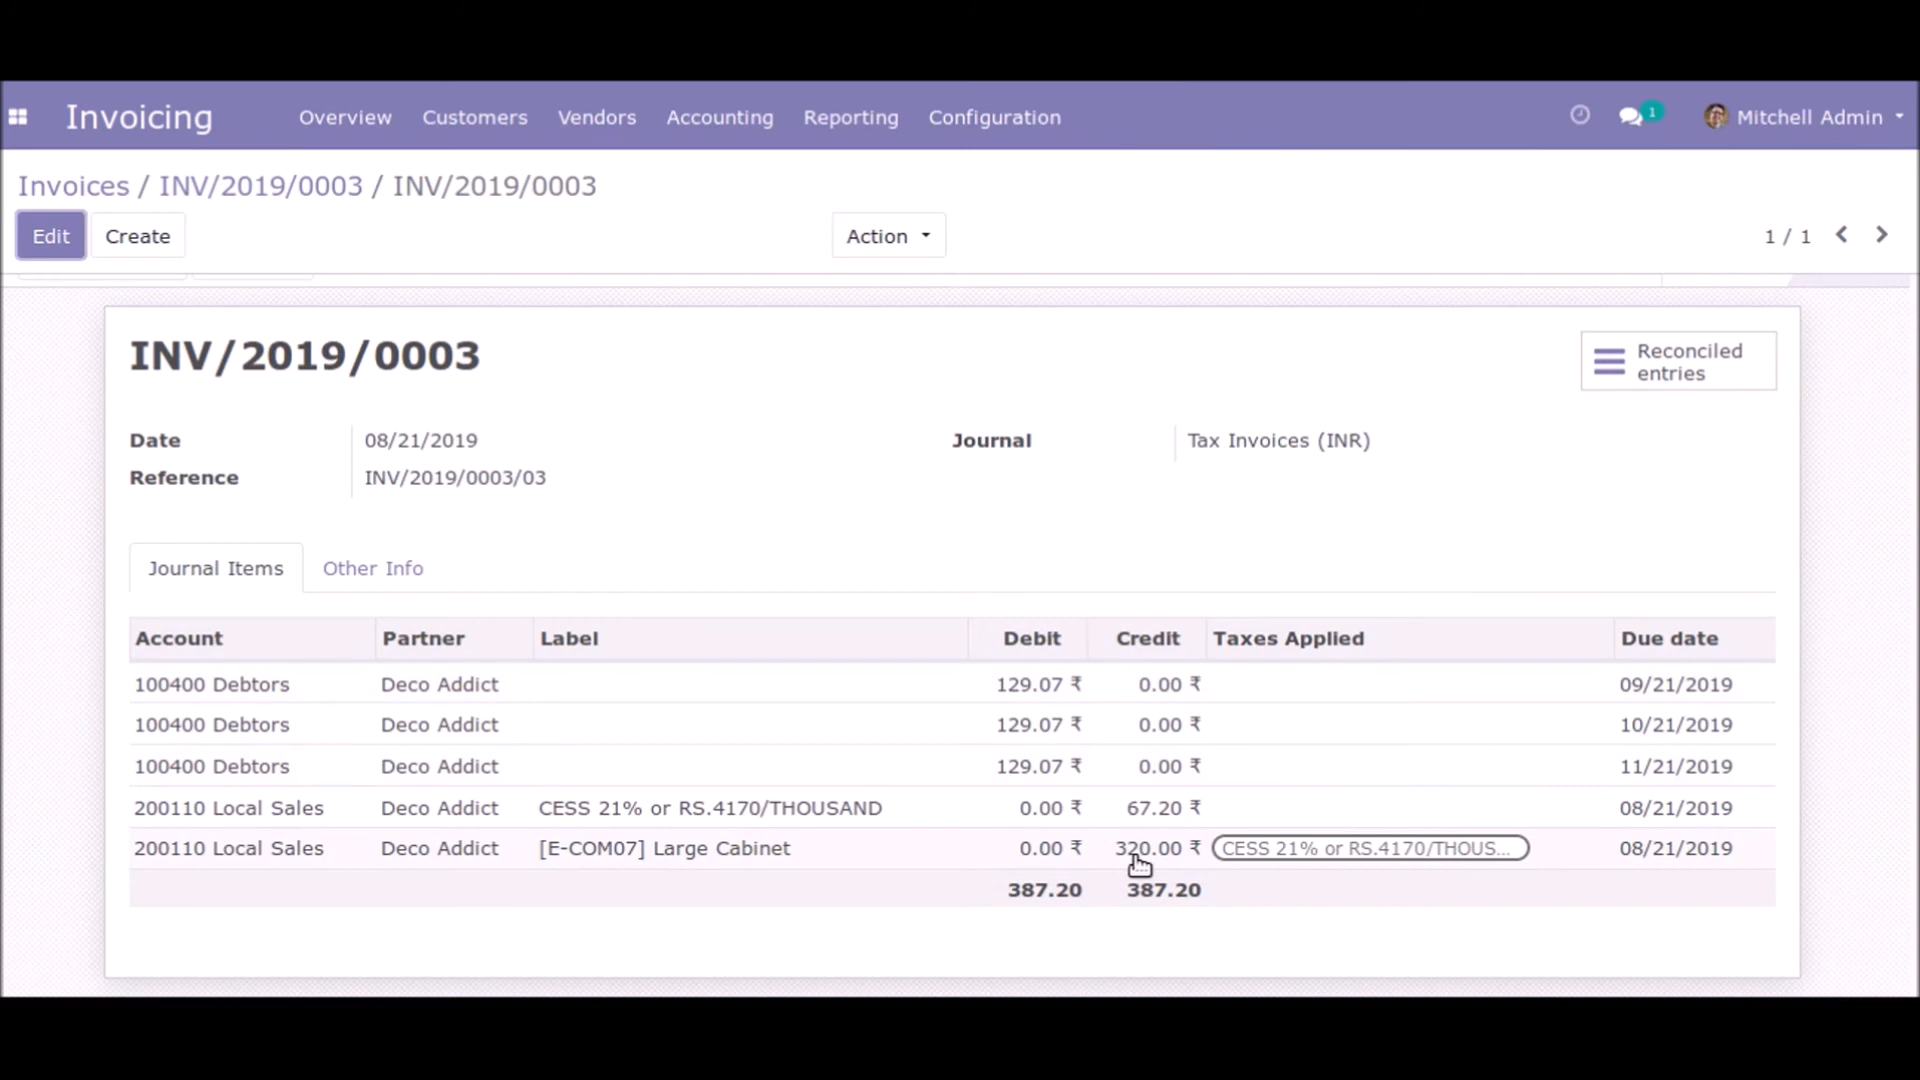 Invoicing Overview Customers Vendors Accounting Reporting Configuration 1 Mitchell Admin
Invoices / INV/2019/0003 / INV/2019/0003
Edit Create Action 1 / 1
INV/2019/0003
Reconciled
entries
Date 08/21/2019 Journal Tax Invoices (INR)
Reference INV/2019/0003/03
Journal Items Other Info
Account Partner Label Debit Credit Taxes Applied Due date
100400 Debtors Deco Addict 129.07 ₹ 0.00 ₹ 09/21/2019
100400 Debtors Deco Addict 129.07 ₹ 0.00 ₹ 10/21/2019
100400 Debtors Deco Addict 129.07 ₹ 0.00 ₹ 11/21/2019
200110 Local Sales Deco Addict CESS 21% or RS.4170/THOUSAND 0.00 ₹ 67.20 ₹ 08/21/2019
200110 Local Sales Deco Addict [E-COM07] Large Cabinet 0.00 ₹ 320.00 ₹ CESS 21% or RS.4170/THOUS... 08/21/2019
387.20 387.20